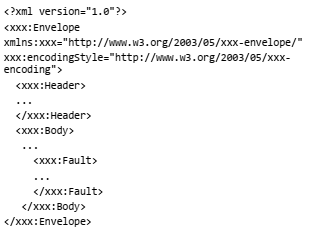 <?xml version="1.0"?>
<xxx:Envelope
xmlns:xxx="http://www.w3.org/2003/05/xxx-envelope/"
xxx:encodingStyle="http://www.w3.org/2003/05/xxx-
encoding">
  <xxx:Header>
  ...
  </xxx:Header>
  <xxx:Body>
   ...
     <xxx:Fault>
     ...
     </xxx:Fault>
   </xxx:Body>
</xxx:Envelope>